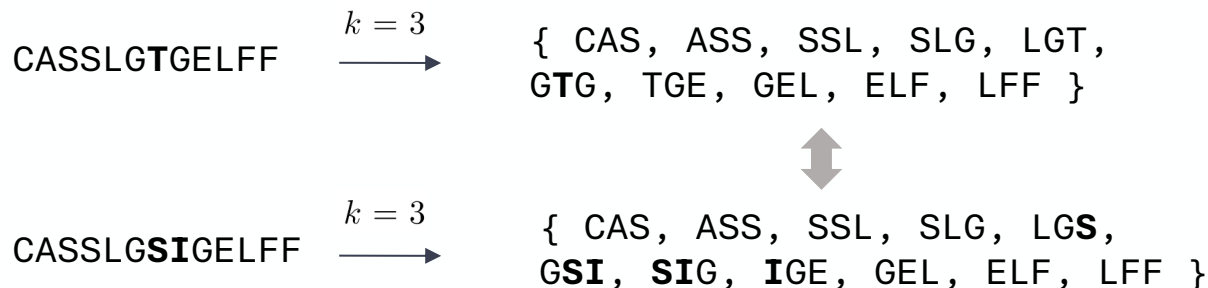 k = 3
CASSLGTGELFF
{ CAS, ASS, SSL, SLG, LGT,
GTG, TGE, GEL, ELF, LFF }
k = 3
CASSLGSIGELFF
{ CAS, ASS, SSL, SLG, LGS,
GSI, SIG, IGE, GEL, ELF, LFF }